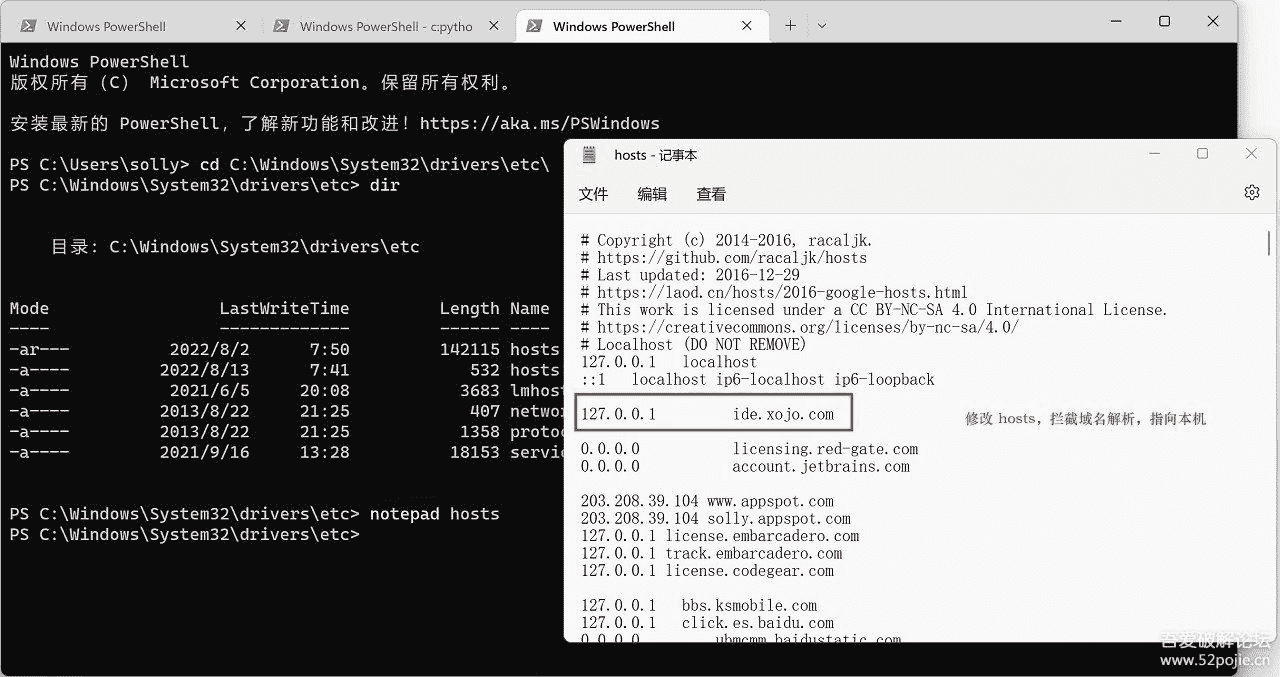 Windows PowerShell
Windows PowerShell - c:pytho
Windows PowerShell
Windows PowerShell
版权所有 (C) Microsoft Corporation。保留所有权利。
安装最新的 PowerShell，了解新功能和改进！https://aka.ms/PSWindows
PS C:\Users\solly> cd C:\Windows\System32\drivers\etc\
PS C:\Windows\System32\drivers\etc> dir
目录: C:\Windows\System32\drivers\etc
Mode LastWriteTime Length Name
---- ------------- ------ ----
-ar--- 2022/8/2 7:50 142115 hosts
-a---- 2022/8/13 7:41 532 hosts
-a---- 2021/6/5 20:08 3683 lmhost
-a---- 2013/8/22 21:25 407 networ
-a---- 2013/8/22 21:25 1358 protoc
-a---- 2021/9/16 13:28 18153 servic
PS C:\Windows\System32\drivers\etc> notepad hosts
PS C:\Windows\System32\drivers\etc>
hosts - 记事本
文件 编辑 查看
# Copyright (c) 2014-2016, racaljk.
# https://github.com/racaljk/hosts
# Last updated: 2016-12-29
# https://laod.cn/hosts/2016-google-hosts.html
# This work is licensed under a CC BY-NC-SA 4.0 International License.
# https://creativecommons.org/licenses/by-nc-sa/4.0/
# Localhost (DO NOT REMOVE)
127.0.0.1 localhost
::1 localhost ip6-localhost ip6-loopback
127.0.0.1 ide.xojo.com
修改 hosts，拦截域名解析，指向本机
0.0.0.0 licensing.red-gate.com
0.0.0.0 account.jetbrains.com
203.208.39.104 www.appspot.com
203.208.39.104 solly.appspot.com
127.0.0.1 license.embarcadero.com
127.0.0.1 track.embarcadero.com
127.0.0.1 license.codegear.com
127.0.0.1 bbs.ksmobile.com
127.0.0.1 click.es.baidu.com
0.0.0.0 ubmcmm.baidustatic.com
吾爱破解论坛
www.52pojie.cn